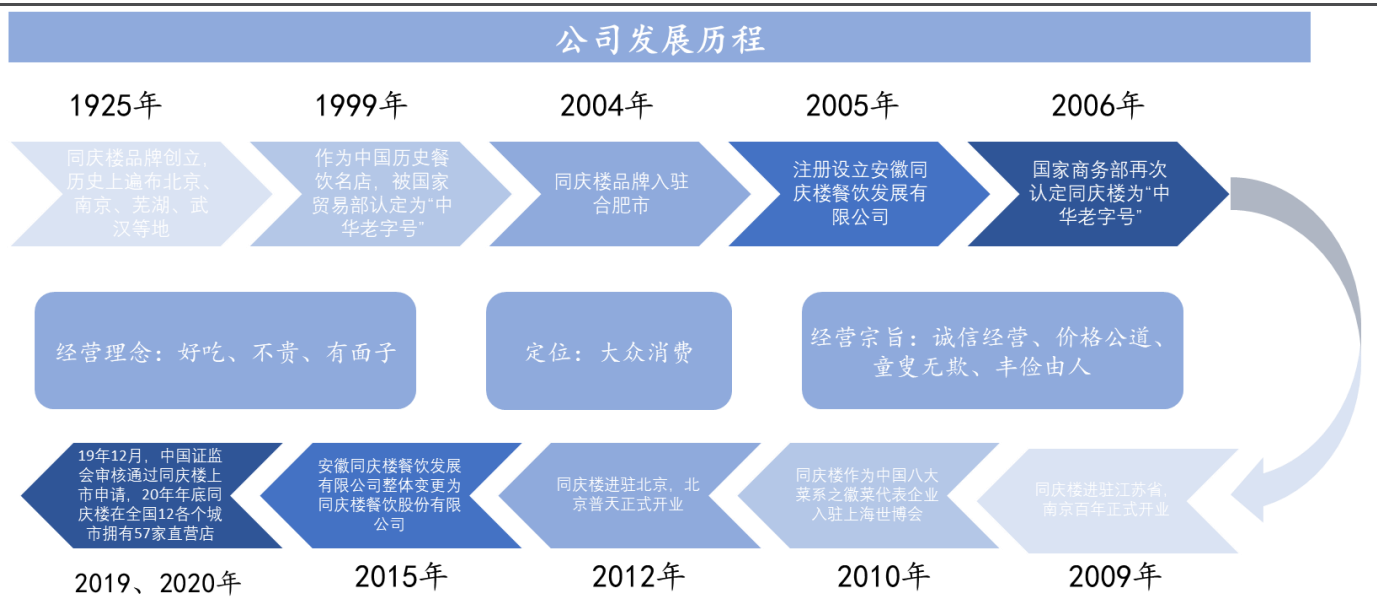 公司发展历程
1925年
1999年
2004年
2005年
2006年
同庆楼品牌创立，
历史上遍布北京、
南京、芜湖、武
汉等地
作为中国历史餐
饮名店，被国家
贸易部认定为“中
华老字号”
同庆楼品牌入驻
合肥市
注册设立安徽同
庆楼餐饮发展有
限公司
国家商务部再次
认定同庆楼为“中
华老字号”
经营理念：好吃、不贵、有面子
定位：大众消费
经营宗旨：诚信经营、价格公道、
童叟无欺、丰俭由人
同庆楼进驻江苏省，
南京百年正式开业
2009年
同庆楼作为中国八大
菜系之徽菜代表企业
入驻上海世博会
2010年
同庆楼进驻北京，北
京普天正式开业
2012年
安徽同庆楼餐饮发展
有限公司整体变更为
同庆楼餐饮股份有限
公司
2015年
19年12月，中国证监
会审核通过同庆楼上
市申请，20年年底同
庆楼在全国12各个城
市拥有57家直营店
2019、2020年